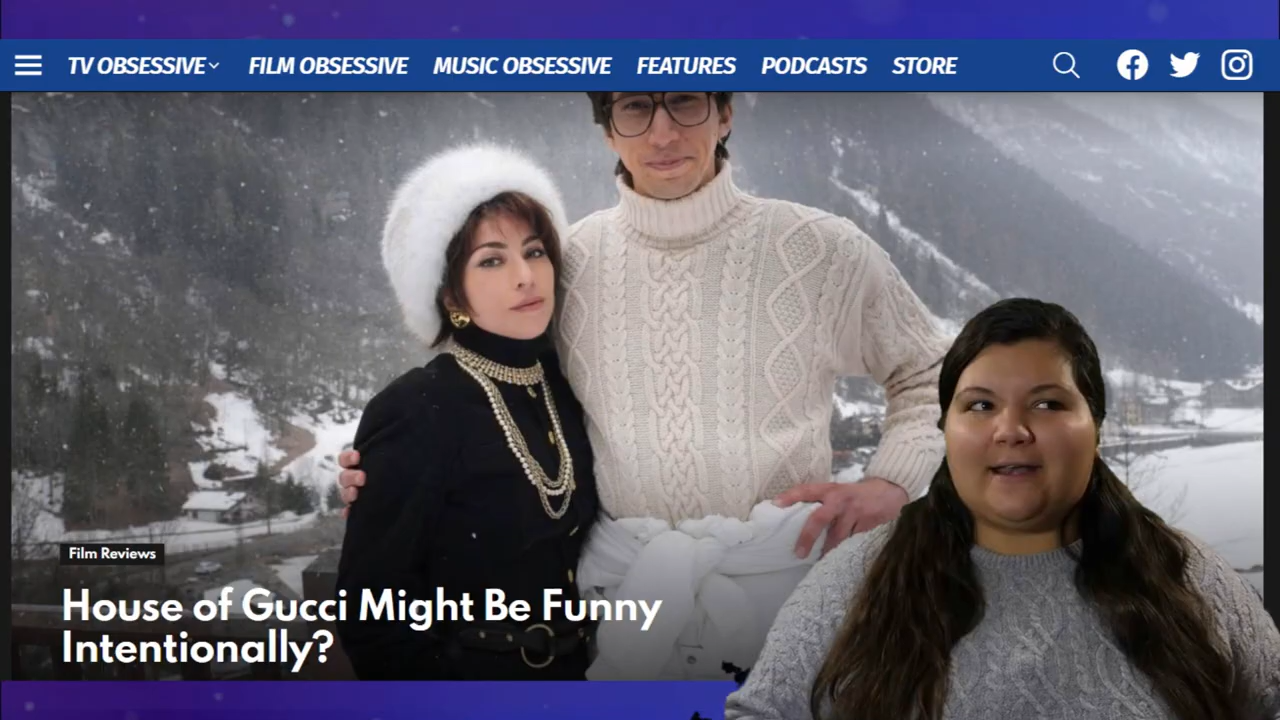 TV OBSESSIVE FILM OBSESSIVE MUSIC OBSESSIVE FEATURES PODCASTS STORE
Film Reviews
House of Gucci Might Be Funny
Intentionally?